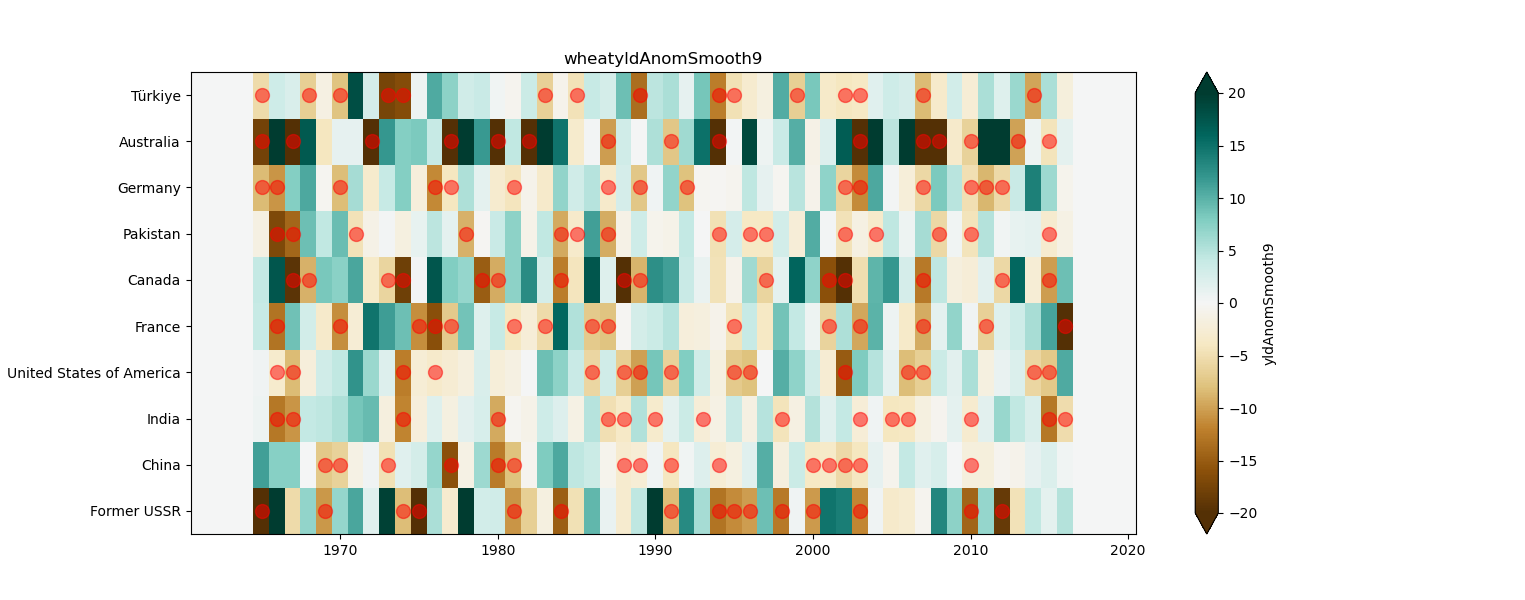 wheatyldAnomSmooth9
Türkiye
Australia
Germany
Pakistan
Canada
France
United States of America
India
China
Former USSR
1970
1980
1990
2000
2010
2020
20
15
10
5
0
−5
−10
−15
−20
yldAnomSmooth9